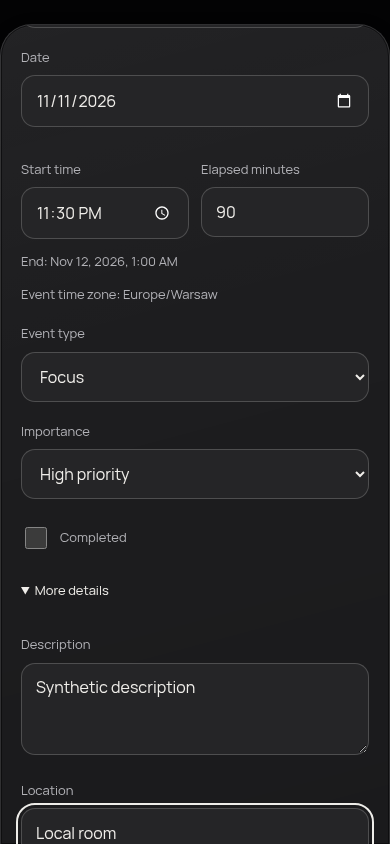 Date
11/11/2026
Start time
Elapsed minutes
11:30 PM
90
End: Nov 12, 2026, 1:00 AM
Event time zone: Europe/Warsaw
Event type
Focus
Importance
High priority
Completed
More details
Description
Synthetic description
Location
Local room